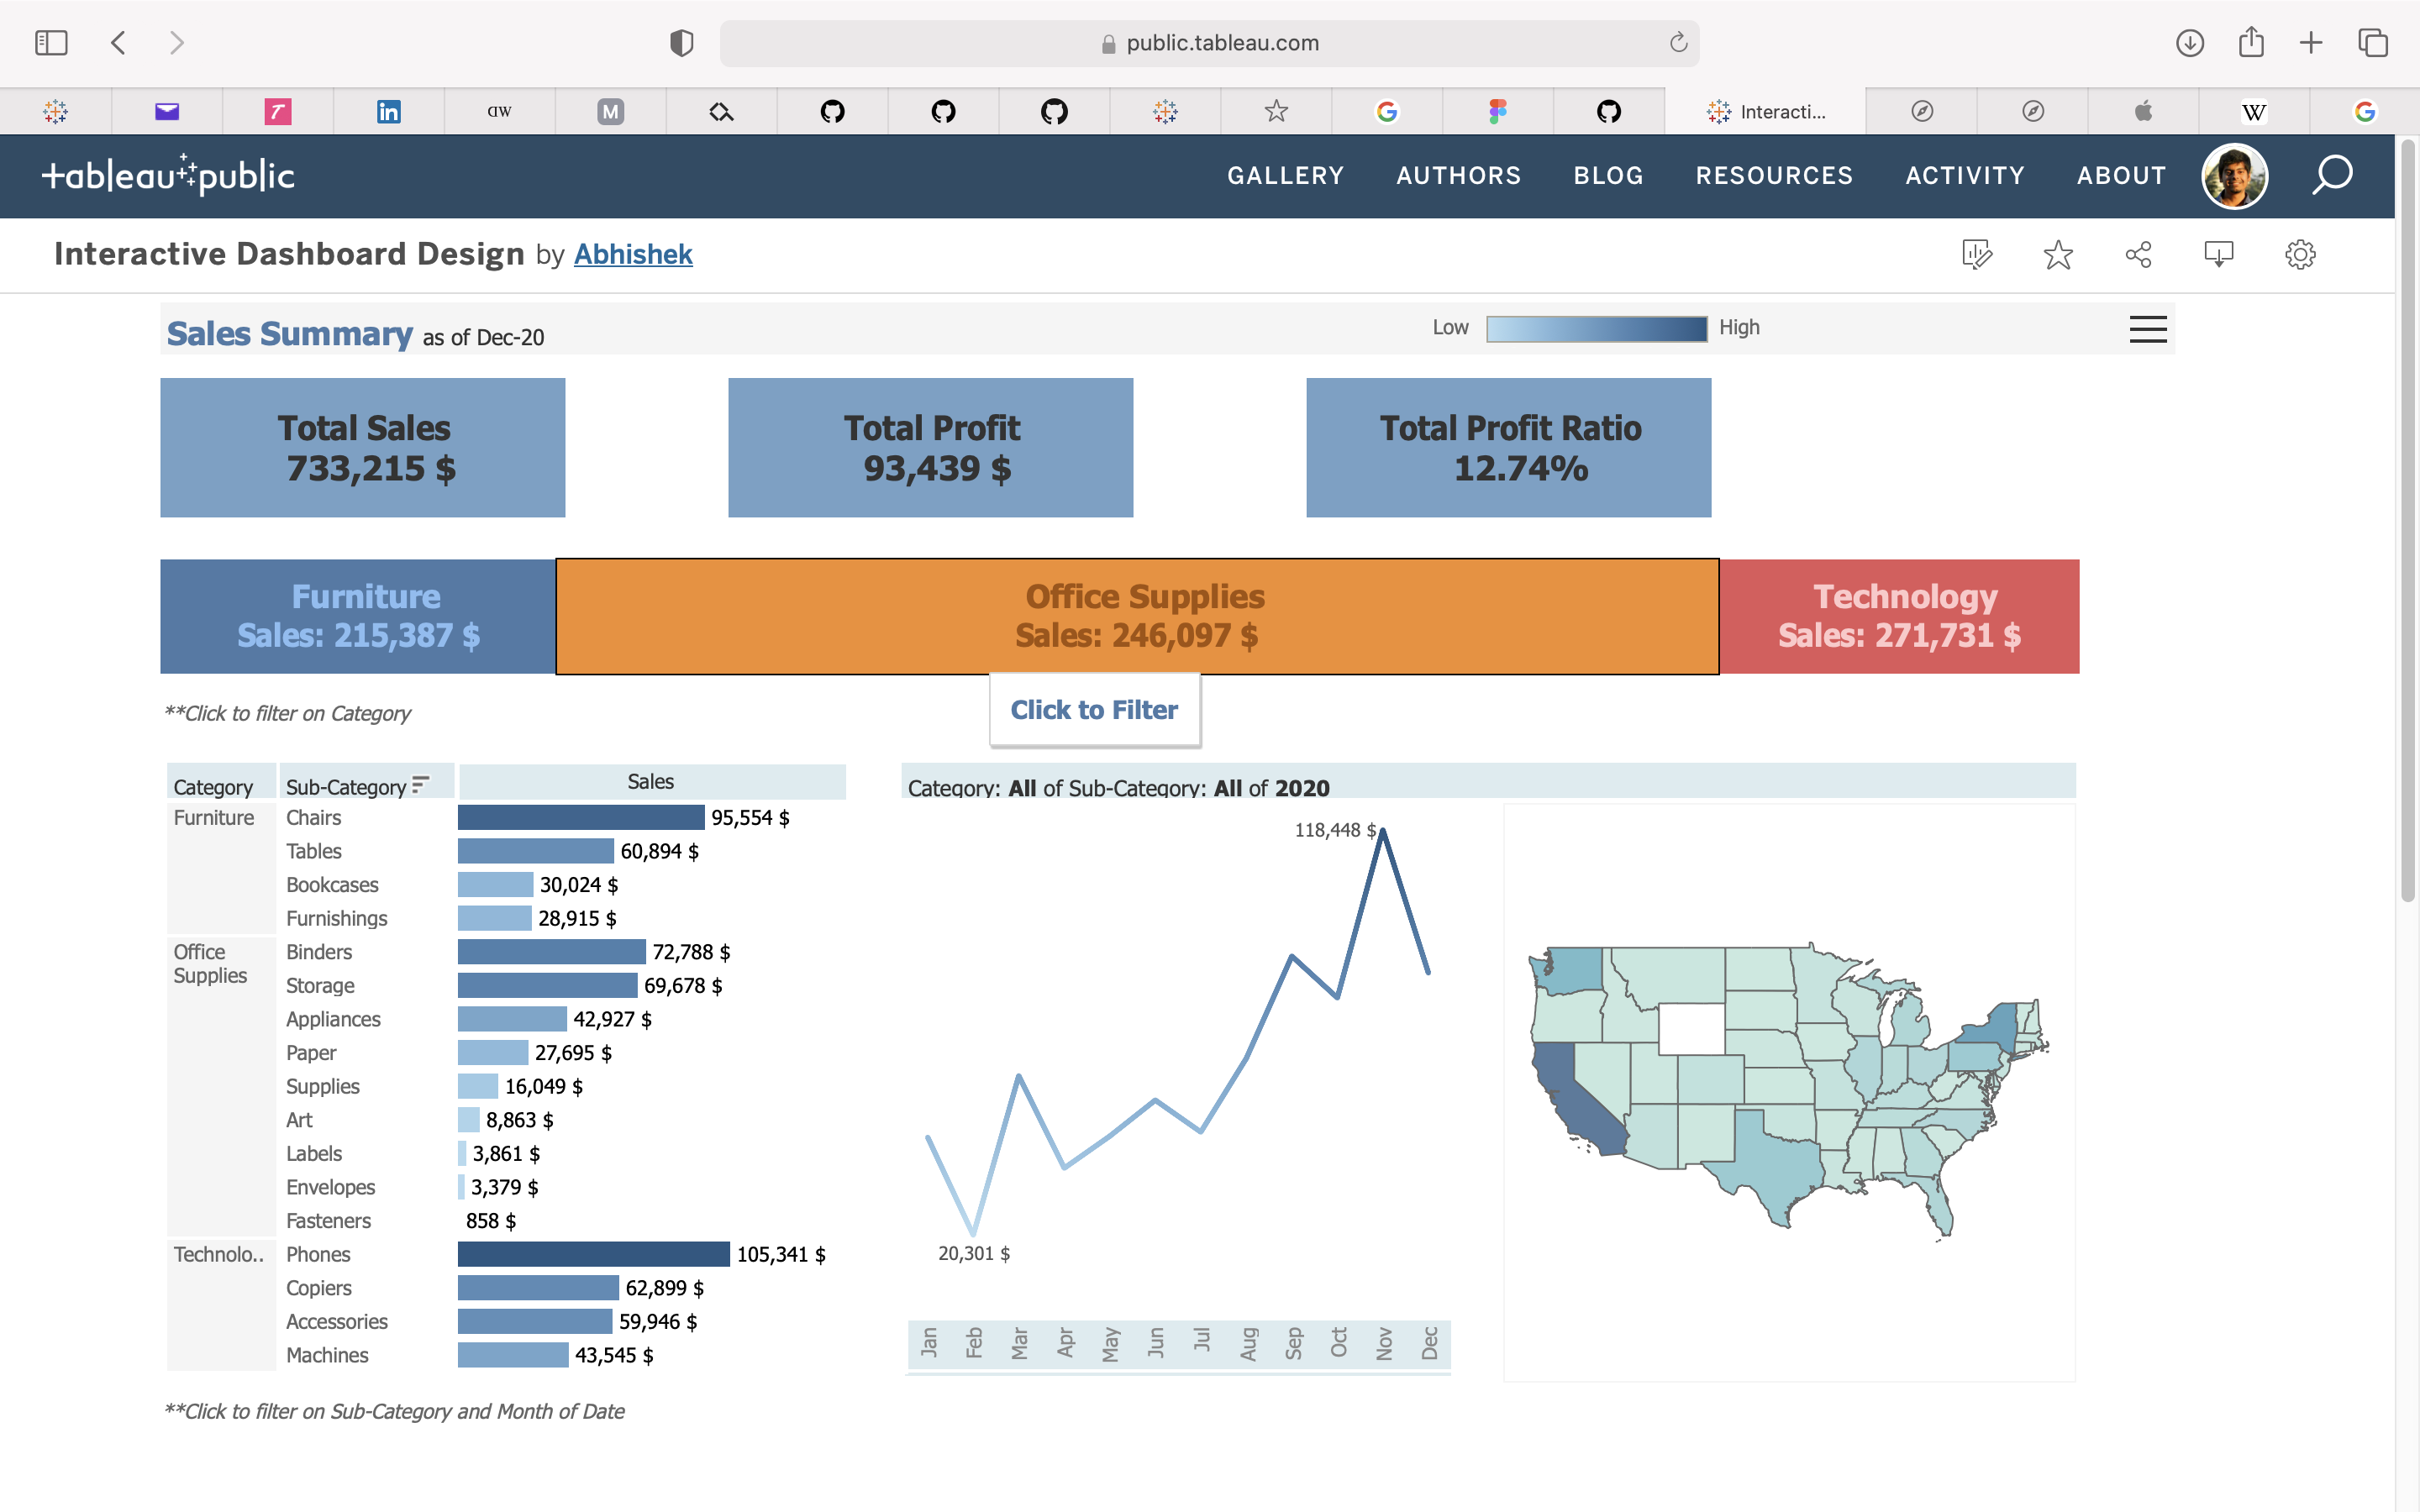 public.tableau.com
in
DW
M
Interacti...
W
G
tableau public
GALLERY AUTHORS BLOG RESOURCES ACTIVITY ABOUT
Interactive Dashboard Design by Abhishek
Sales Summary as of Dec-20
Low High
Total Sales
733,215 $
Total Profit
93,439 $
Total Profit Ratio
12.74%
Furniture
Sales: 215,387 $
Office Supplies
Sales: 246,097 $
Technology
Sales: 271,731 $
Click to Filter
**Click to filter on Category
Category Sub-Category Sales
Furniture Chairs 95,554 $
Tables 60,894 $
Bookcases 30,024 $
Furnishings 28,915 $
Office Supplies Binders 72,788 $
Storage 69,678 $
Appliances 42,927 $
Paper 27,695 $
Supplies 16,049 $
Art 8,863 $
Labels 3,861 $
Envelopes 3,379 $
Fasteners 858 $
Technolo.. Phones 105,341 $
Copiers 62,899 $
Accessories 59,946 $
Machines 43,545 $
**Click to filter on Sub-Category and Month of Date
Category: All of Sub-Category: All of 2020
118,448 $
20,301 $
Jan Feb Mar Apr May Jun Jul Aug Sep Oct Nov Dec